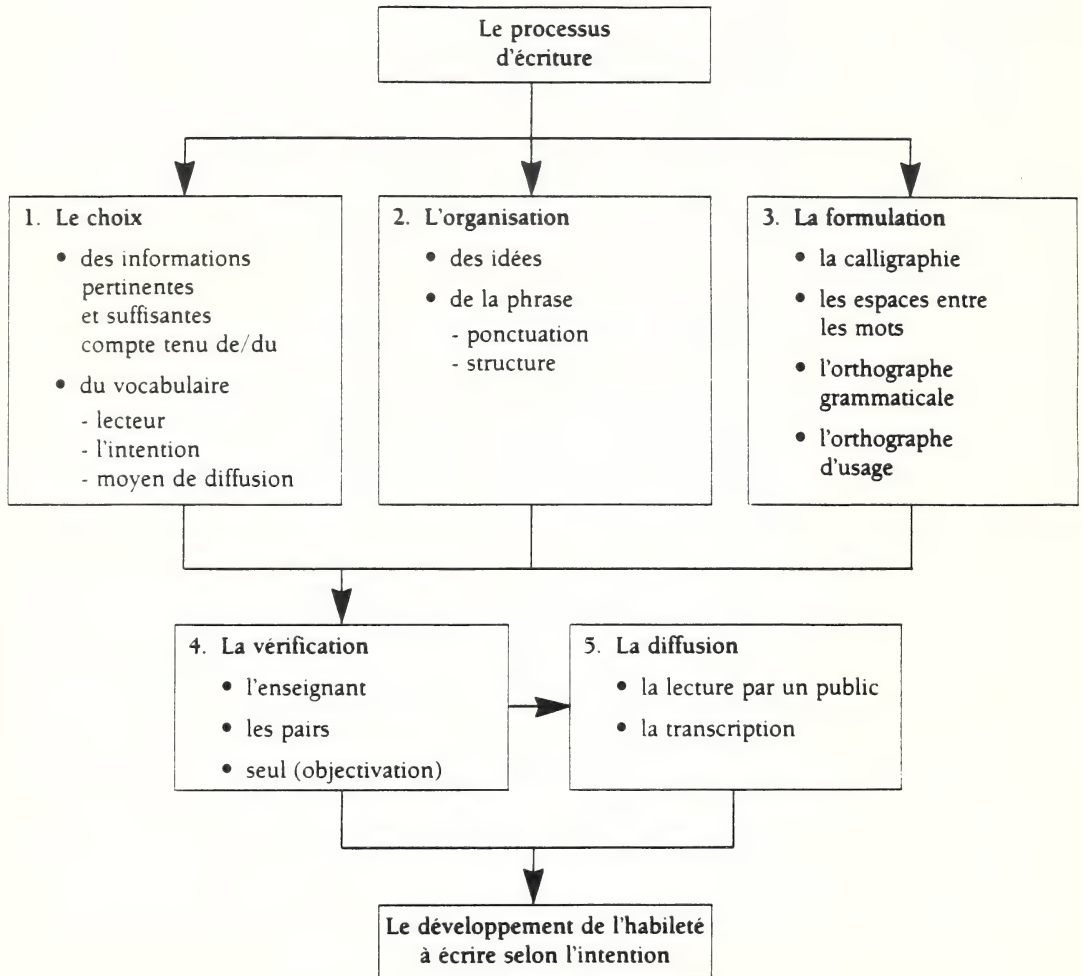 Le processus
d'écriture
1. Le choix
• des informations
pertinentes
et suffisantes
compte tenu de/du
• du vocabulaire
- lecteur
- l'intention
- moyen de diffusion
2. L'organisation
• des idées
• de la phrase
- ponctuation
- structure
3. La formulation
• la calligraphie
• les espaces entre
les mots
• l'orthographe
grammaticale
• l'orthographe
d'usage
4. La vérification
• l'enseignant
• les pairs
• seul (objectivation)
5. La diffusion
• la lecture par un public
• la transcription
Le développement de l'habileté
à écrire selon l'intention